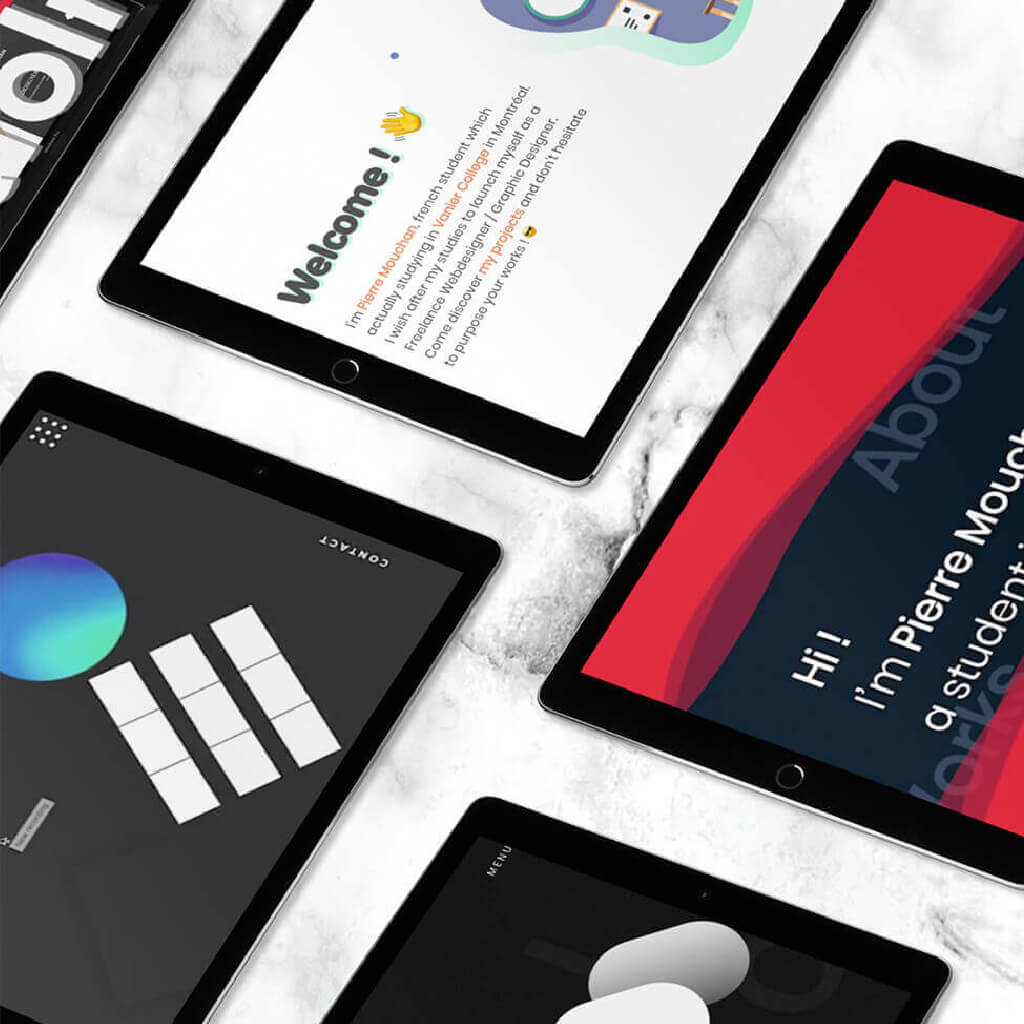 Welcome ! 👋
I'm Pierre Mouchan, french student which
actually studying in Vanier College in Montréal.
I wish after my studies to launch myself as a
Freelance Webdesigner / Graphic Designer.
Come discover my projects and don't hesitate
to purpose your works ! 😎
About
Hi !
I'm Pierre Mouch
a student i
orks
CONTACT
MENU